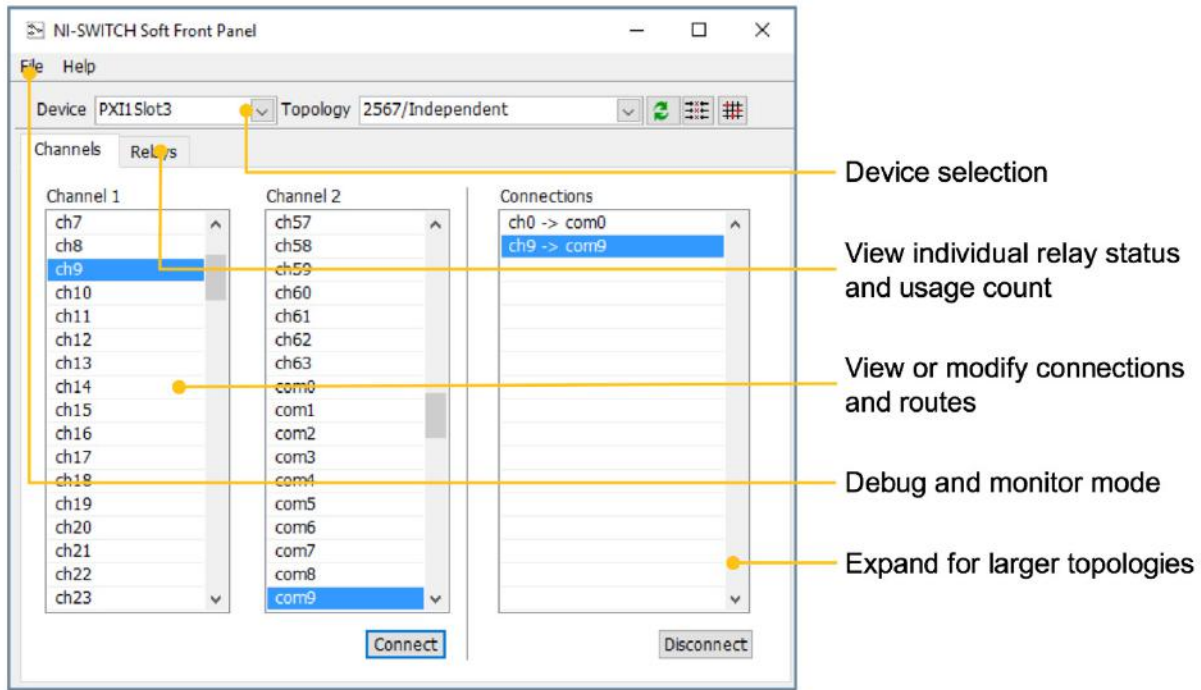 NI-SWITCH Soft Front Panel
File Help
Device PXI1Slot3 Topology 2567/Independent
Channels Relays
Channel 1
ch7
ch8
ch9
ch10
ch11
ch12
ch13
ch14
ch15
ch16
ch17
ch18
ch19
ch20
ch21
ch22
ch23
Channel 2
ch57
ch58
ch59
ch60
ch61
ch62
ch63
com0
com1
com2
com3
com4
com5
com6
com7
com8
com9
Connect
Connections
ch0 -> com0
ch9 -> com9
Disconnect
Device selection
View individual relay status
and usage count
View or modify connections
and routes
Debug and monitor mode
Expand for larger topologies